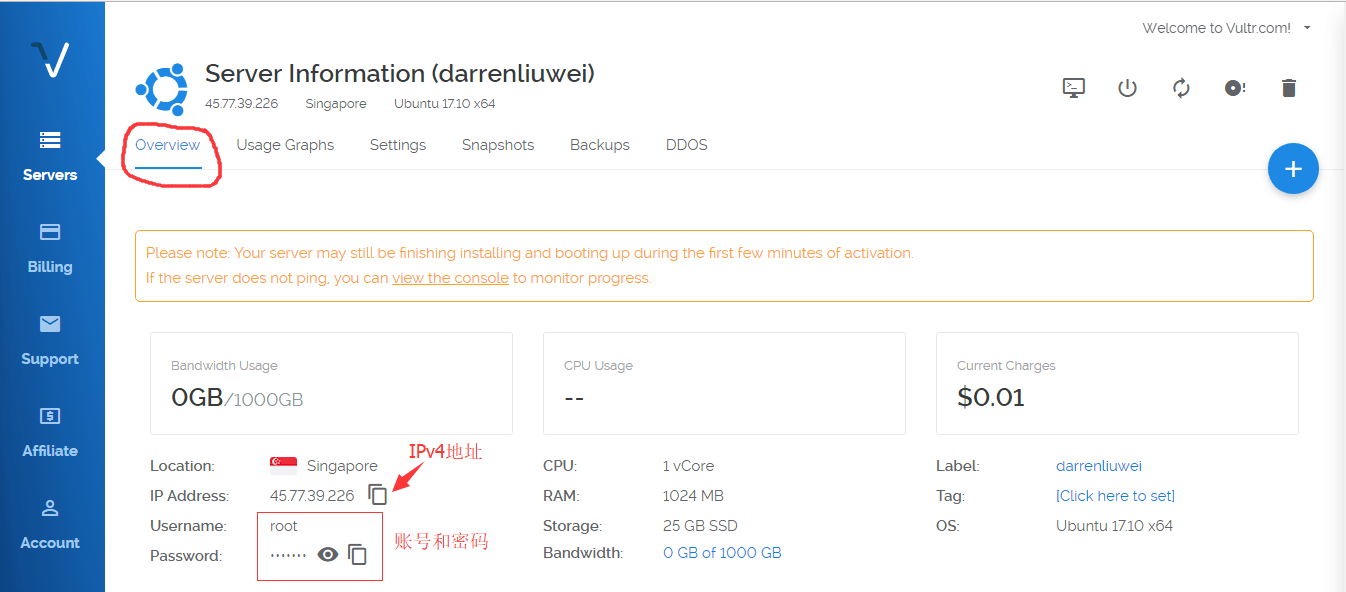 Welcome to Vultr.com!
Server Information (darrenliuwei)
45.77.39.226 Singapore Ubuntu 17.10 x64
Overview Usage Graphs Settings Snapshots Backups DDOS
Servers
Billing
Support
Affiliate
Account
Please note: Your server may still be finishing installing and booting up during the first few minutes of activation.
If the server does not ping, you can view the console to monitor progress.
Bandwidth Usage
0GB/1000GB
CPU Usage
--
Current Charges
$0.01
IPv4地址
Location: Singapore
IP Address: 45.77.39.226
Username: root
Password: ·······
账号和密码
CPU: 1 vCore
RAM: 1024 MB
Storage: 25 GB SSD
Bandwidth: 0 GB of 1000 GB
Label: darrenliuwei
Tag: [Click here to set]
OS: Ubuntu 17.10 x64